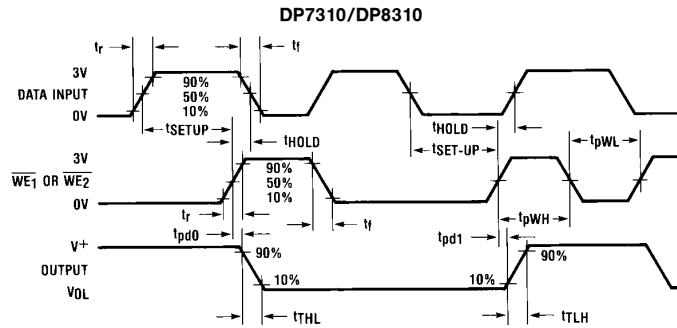 DP7310/DP8310
tr
tf
3V
90%
DATA INPUT
50%
0V
10%
tSETUP
tHOLD
tHOLD
tSET-UP
tpWL
3V
90%
WE1 OR WE2
50%
0V
10%
tr
tf
tpWH
tpd0
tpd1
V+
90%
90%
OUTPUT
10%
10%
VOL
tTHL
tTLH